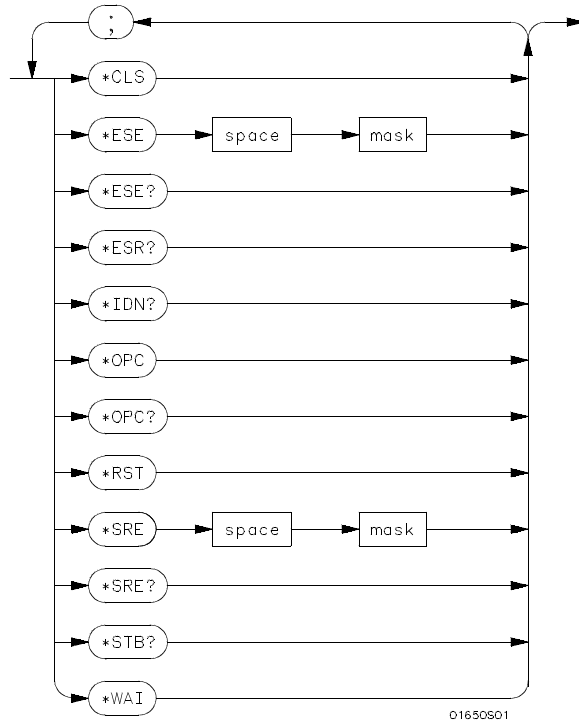 ;
*CLS
*ESE space mask
*ESE?
*ESR?
*IDN?
*OPC
*OPC?
*RST
*SRE space mask
*SRE?
*STB?
*WAI
01650S01